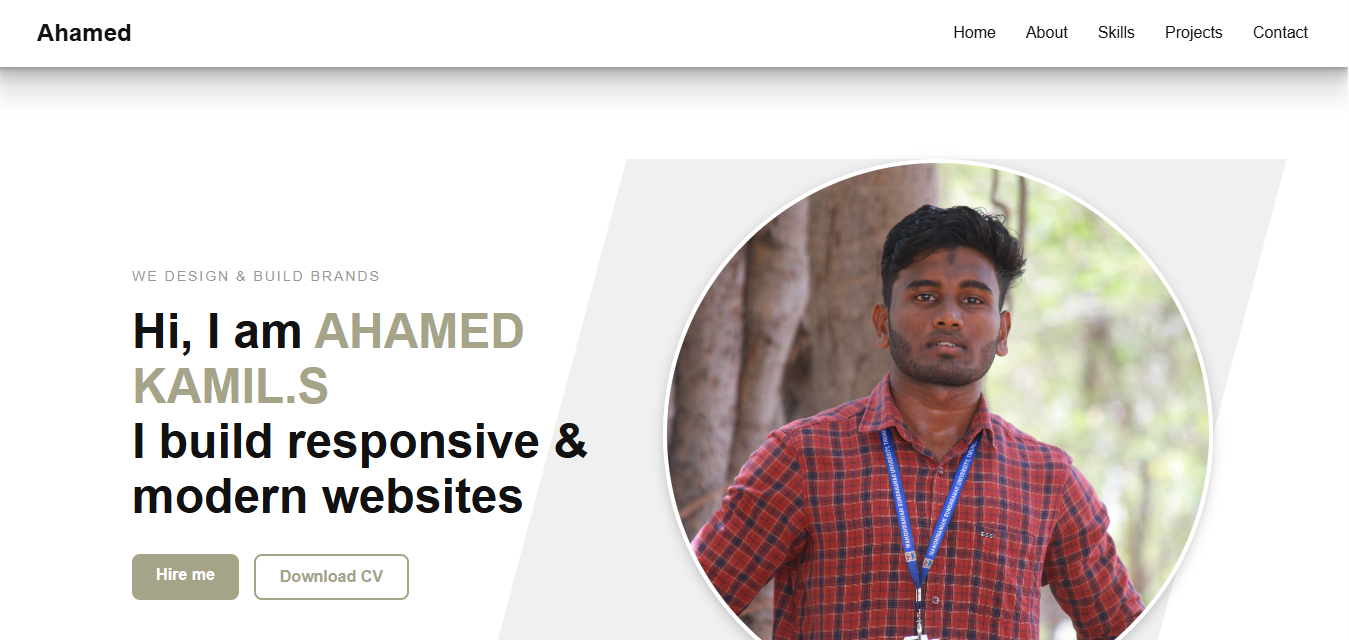 Ahamed
Home About Skills Projects Contact
WE DESIGN & BUILD BRANDS
Hi, I am AHAMED
KAMIL.S
I build responsive &
modern websites
Hire me
Download CV